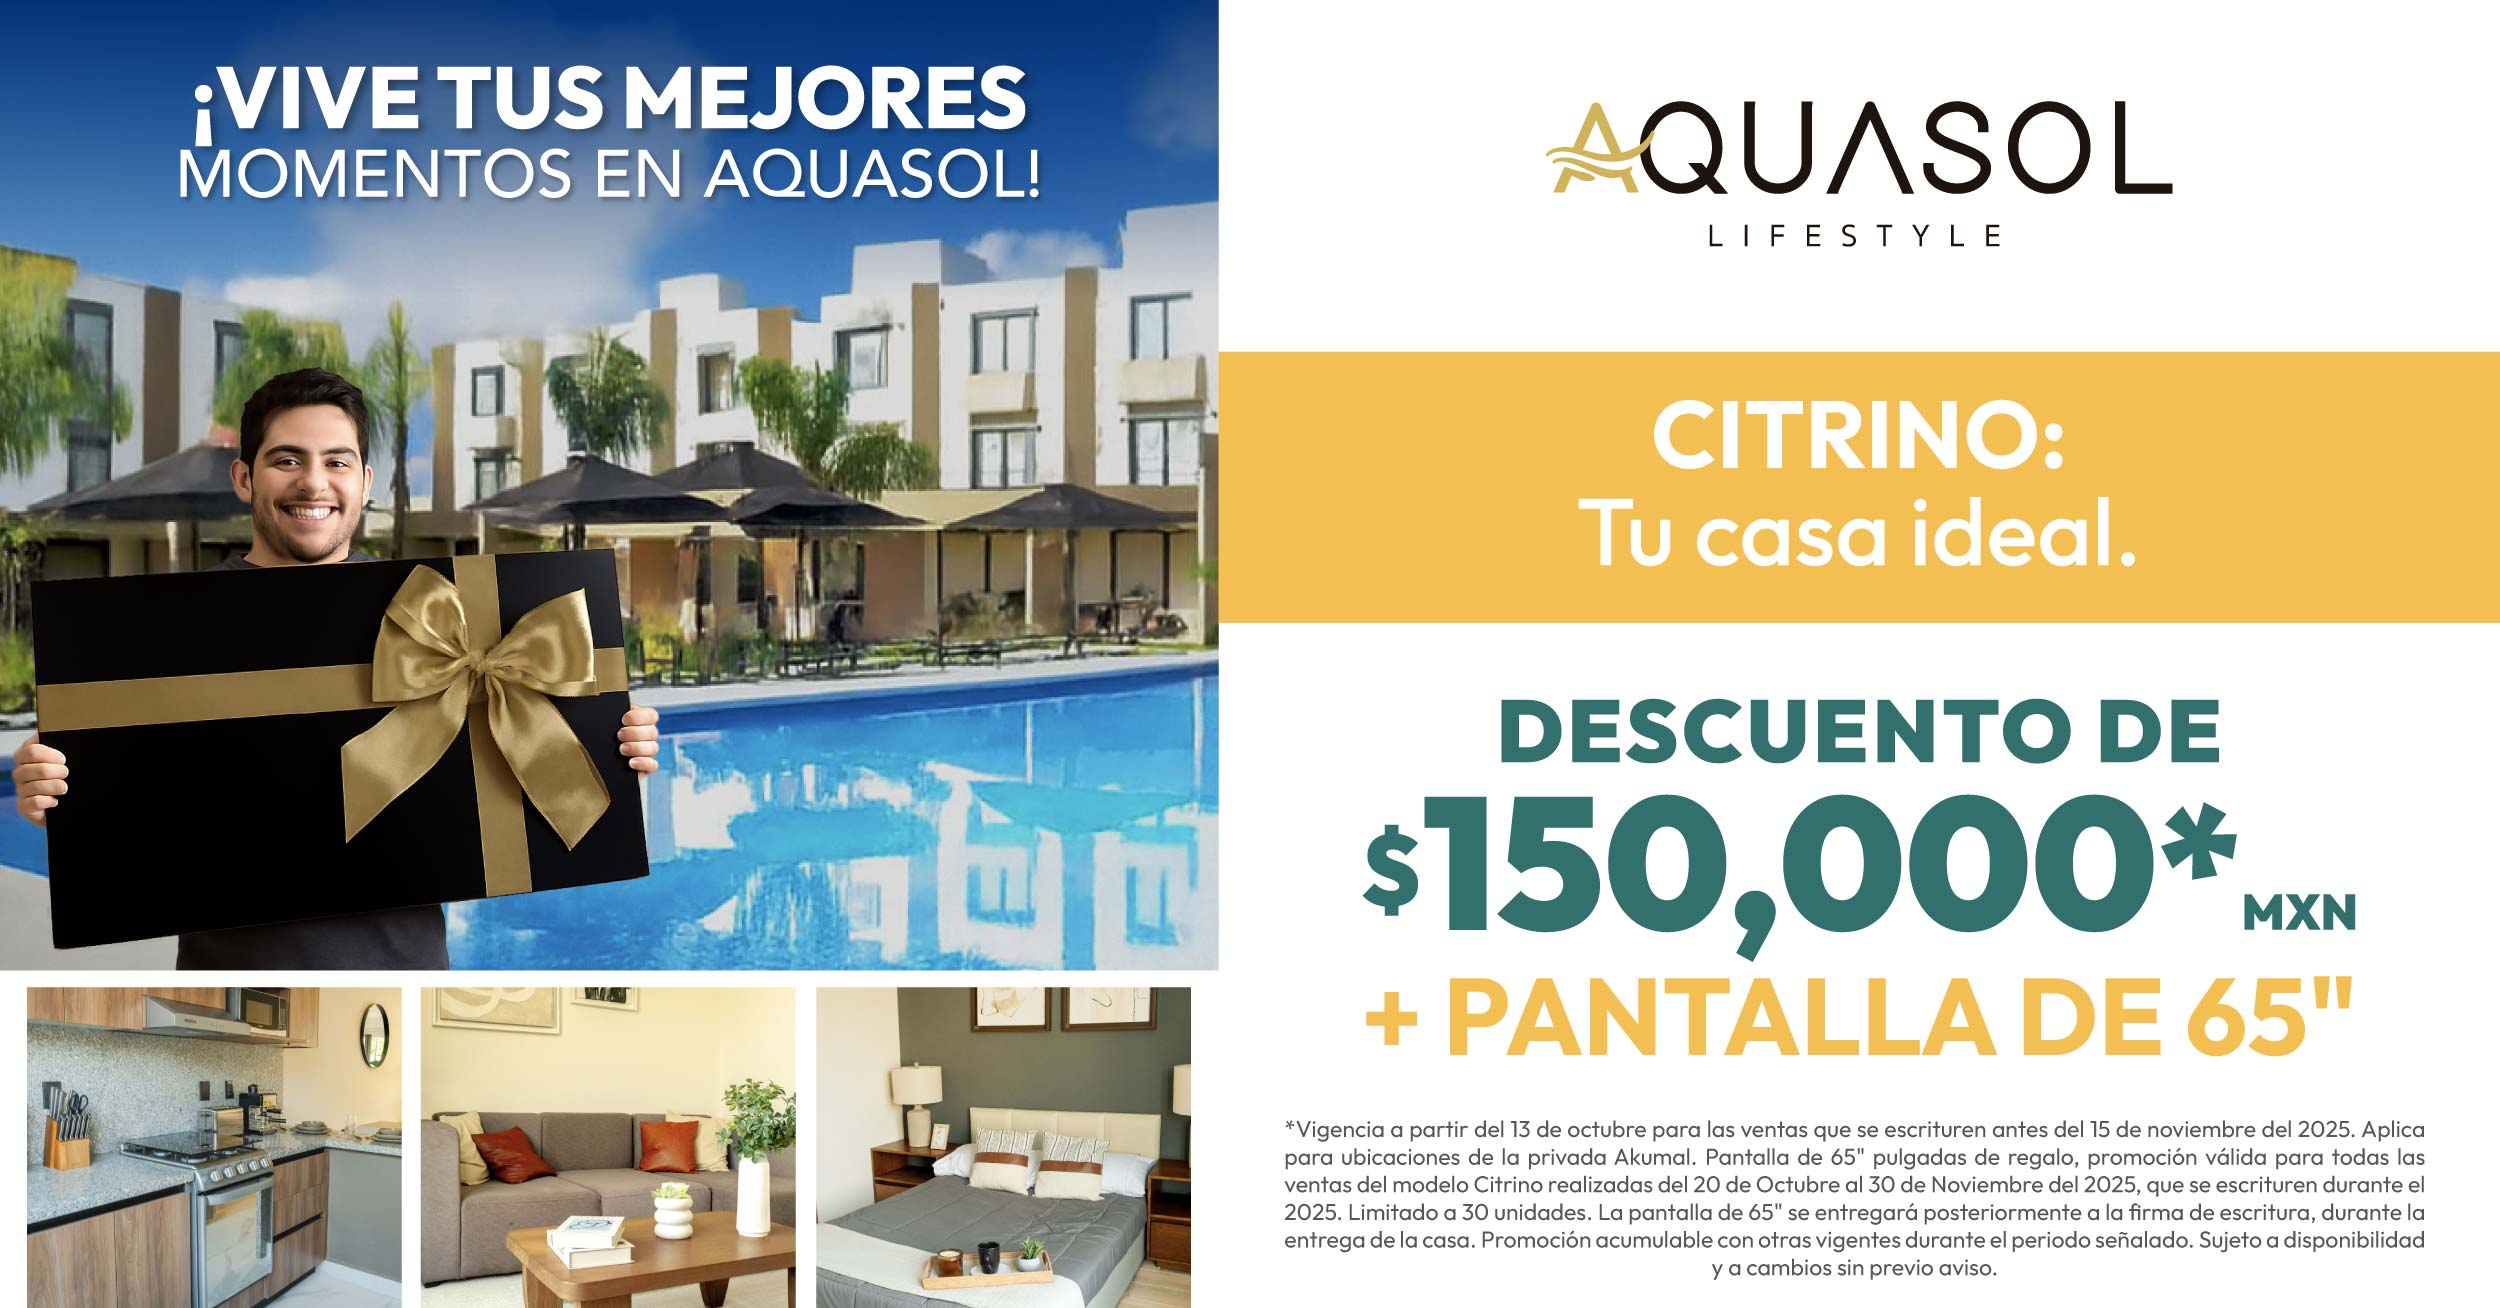 ¡VIVE TUS MEJORES
MOMENTOS EN AQUASOL!
AQUASOL
LIFESTYLE
CITRINO:
Tu casa ideal.
DESCUENTO DE
$150,000* MXN
+ PANTALLA DE 65"
*Vigencia a partir del 13 de octubre para las ventas que se escrituren antes del 15 de noviembre del 2025. Aplica
para ubicaciones de la privada Akumal. Pantalla de 65" pulgadas de regalo, promoción válida para todas las
ventas del modelo Citrino realizadas del 20 de Octubre al 30 de Noviembre del 2025, que se escrituren durante el
2025. Limitado a 30 unidades. La pantalla de 65" se entregará posteriormente a la firma de escritura, durante la
entrega de la casa. Promoción acumulable con otras vigentes durante el periodo señalado. Sujeto a disponibilidad
y a cambios sin previo aviso.